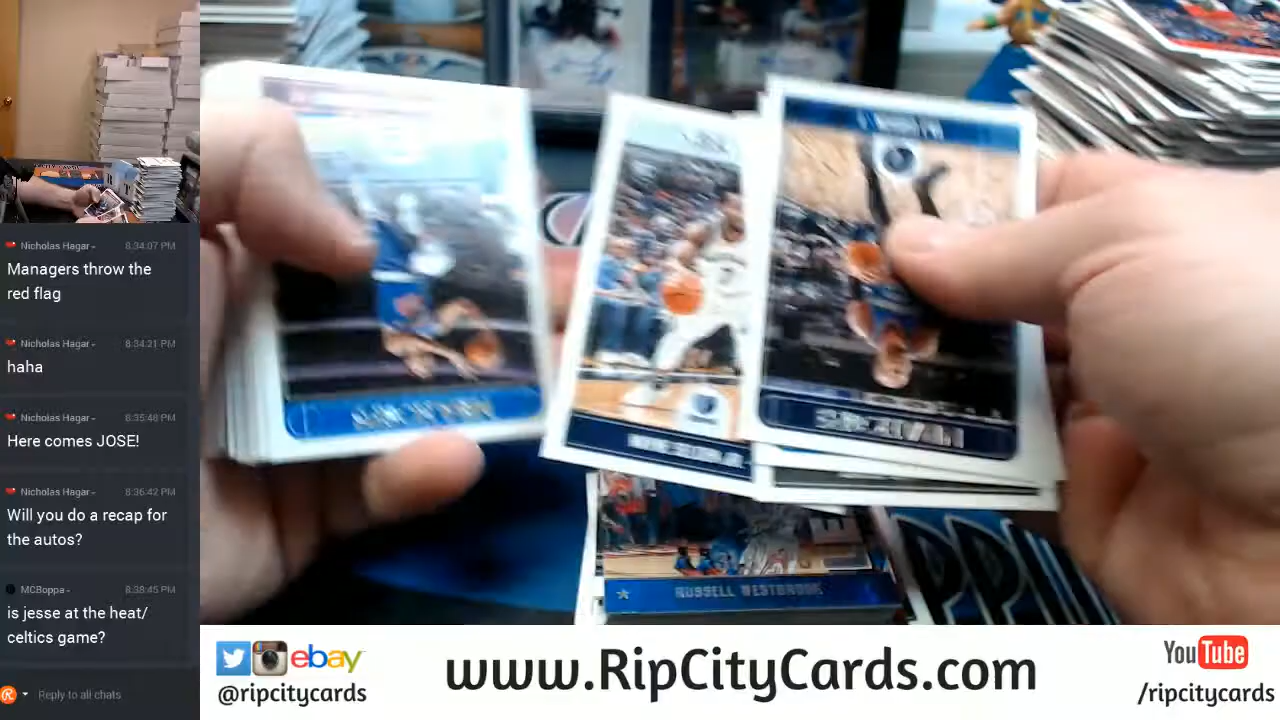 Nicholas Hagar - 8:34:07 PM
Managers throw the
red flag
Nicholas Hagar - 8:34:21 PM
haha
Nicholas Hagar - 8:35:48 PM
Here comes JOSE!
Nicholas Hagar - 8:36:42 PM
Will you do a recap for
the autos?
MCBoppa - 8:38:45 PM
is jesse at the heat/
celtics game?
Reply to all chats
RUSSELL WESTBROOK
ebay
@ripcitycards
www.RipCityCards.com
YouTube
/ripcitycards